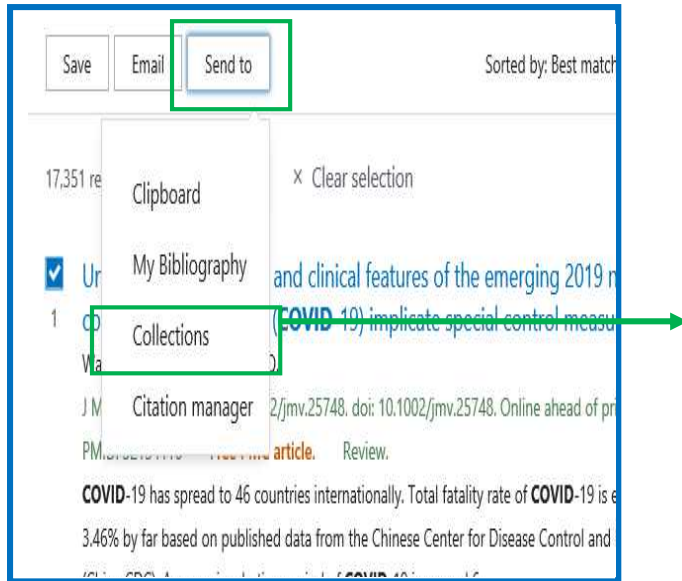 Save Email Send to Sorted by: Best match
17,351 re × Clear selection
Clipboard
My Bibliography
Collections
Citation manager
Ur and clinical features of the emerging 2019 n
1 (COVID-19) implicate special control measu
Wa
J M 2/jmv.25748. doi: 10.1002/jmv.25748. Online ahead of pri
article. Review.
COVID-19 has spread to 46 countries internationally. Total fatality rate of COVID-19 is e
3.46% by far based on published data from the Chinese Center for Disease Control and